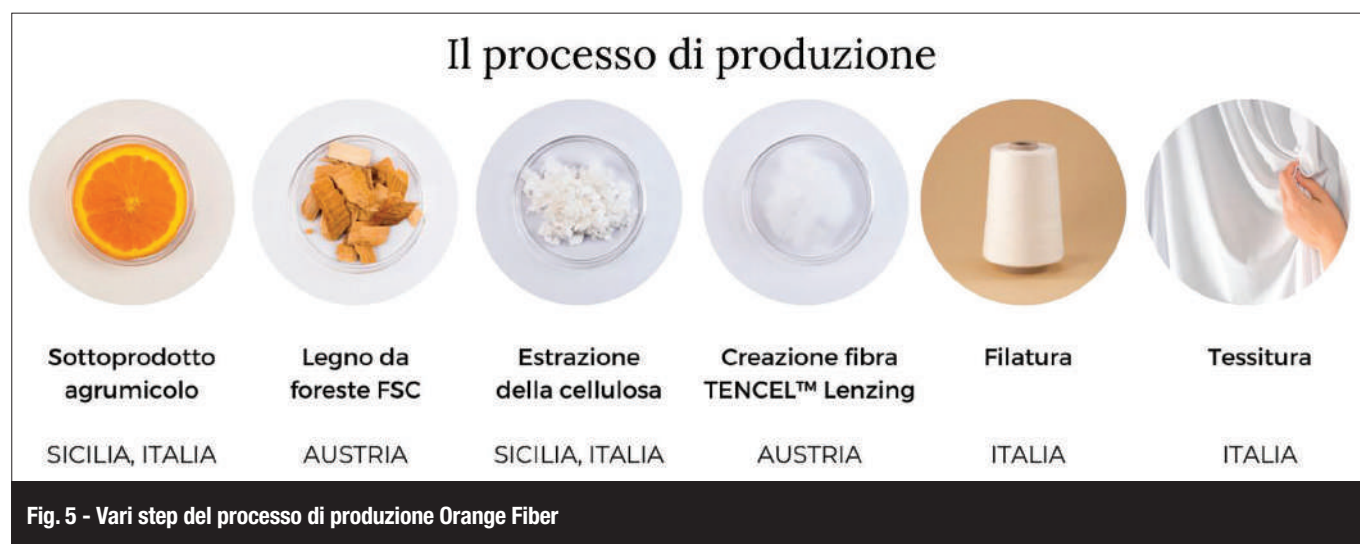 Il processo di produzione
Sottoprodotto
agrumicolo
SICILIA, ITALIA
Legno da
foreste FSC
AUSTRIA
Estrazione
della cellulosa
SICILIA, ITALIA
Creazione fibra
TENCEL™ Lenzing
AUSTRIA
Filatura
ITALIA
Tessitura
ITALIA
Fig. 5 - Vari step del processo di produzione Orange Fiber